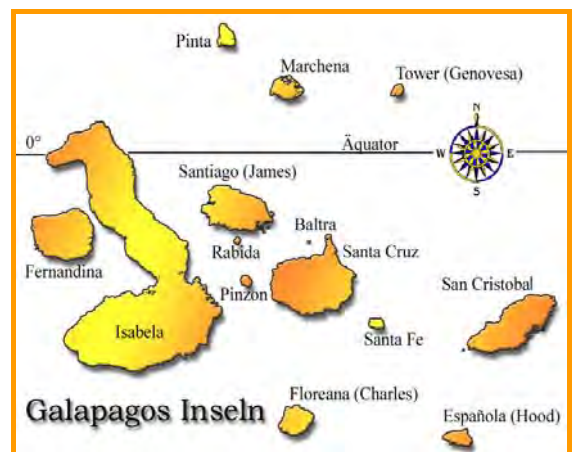 Pinta
Marchena
Tower (Genovesa)
N
0°
Äquator
W
E
S
Santiago (James)
Baltra
Rabida
Santa Cruz
Fernandina
Pinzon
San Cristobal
Isabela
Santa Fe
Floreana (Charles)
Galapagos Inseln
Española (Hood)